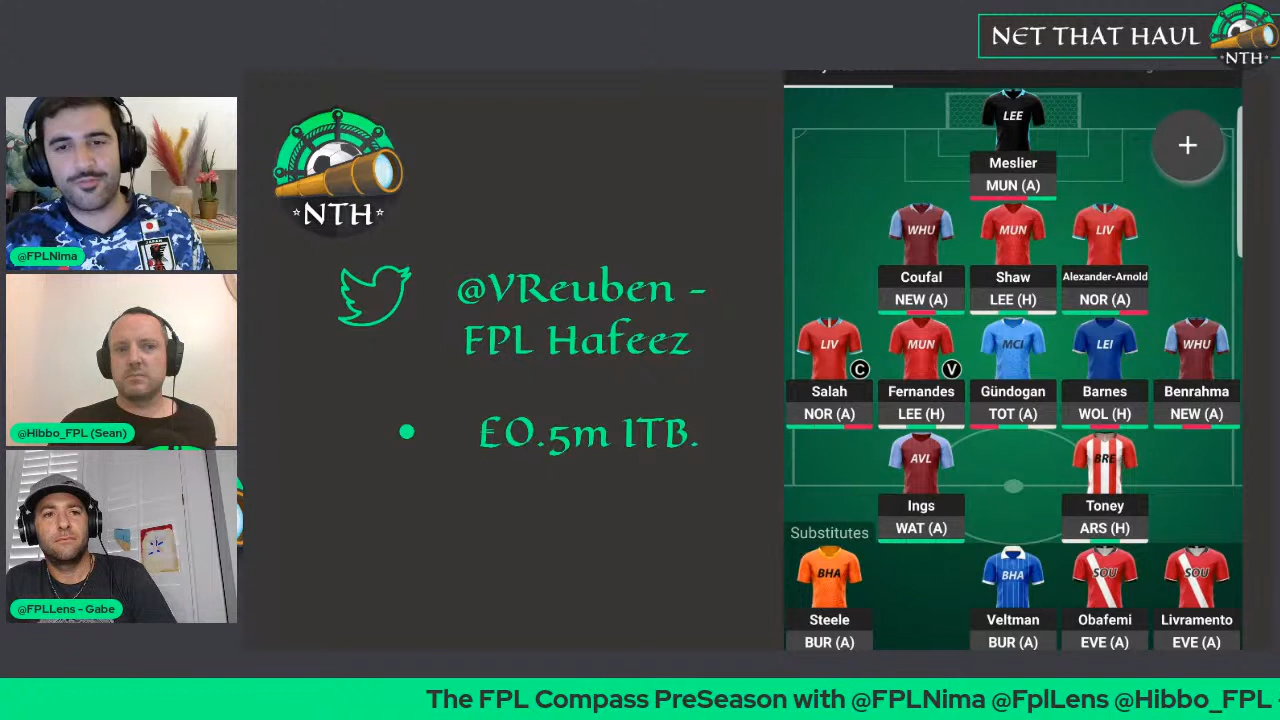 NET THAT HAUL
NTH
@FPLNima
@Hibbo_FPL (Sean)
@FPLLens - Gabe
NTH
@VReuben -
FPL Hafeez
£0.5m ITB.
LEE
Meslier
MUN (A)
WHU MUN LIV
Coufal Shaw Alexander-Arnold
NEW (A) LEE (H) NOR (A)
LIV MUN MCI LEI WHU
C V
Salah Fernandes Gündogan Barnes Benrahma
NOR (A) LEE (H) TOT (A) WOL (H) NEW (A)
AVL BRE
Ings Toney
WAT (A) ARS (H)
Substitutes
BHA BHA SOU SOU
Steele Veltman Obafemi Livramento
BUR (A) BUR (A) EVE (A) EVE (A)
The FPL Compass PreSeason with @FPLNima @FplLens @Hibbo_FPL